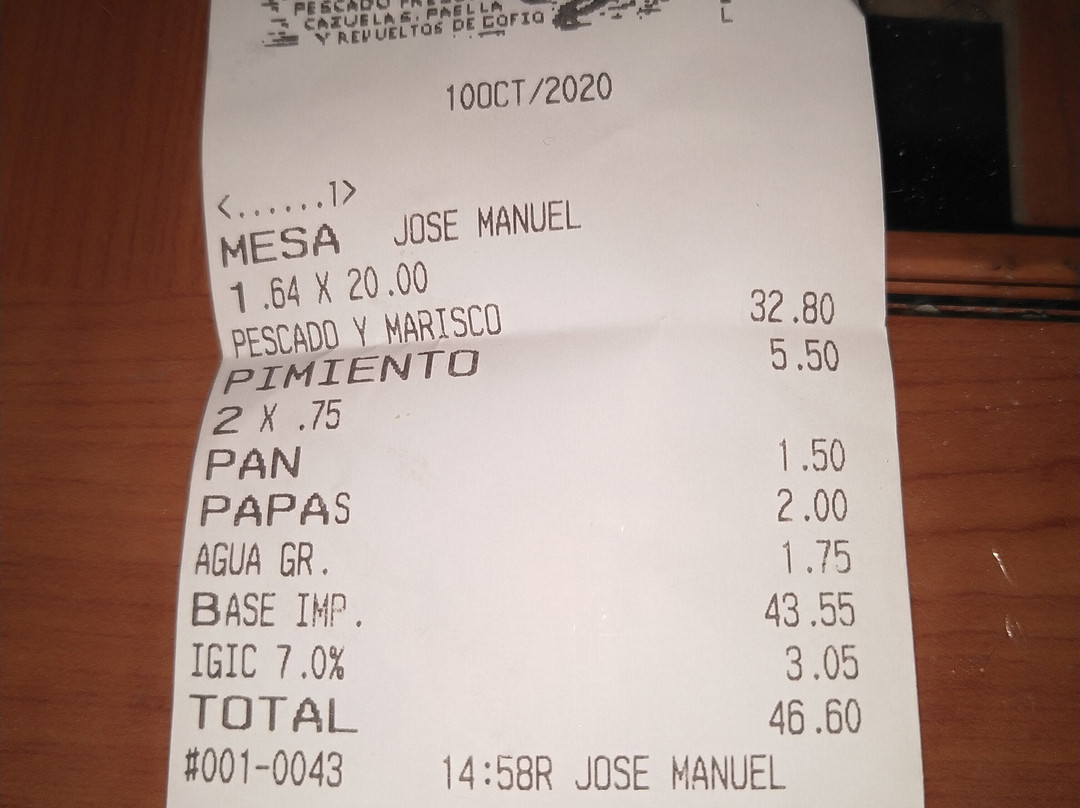 PESCADO
CAZUELAS, PAELLA
Y REVUELTOS DE GOFIO
L
10OCT/2020
<......1>
MESA JOSE MANUEL
1.64 X 20.00
PESCADO Y MARISCO 32.80
PIMIENTO 5.50
2 X .75
PAN 1.50
PAPAS 2.00
AGUA GR. 1.75
BASE IMP. 43.55
IGIC 7.0% 3.05
TOTAL 46.60
#001-0043 14:58R JOSE MANUEL